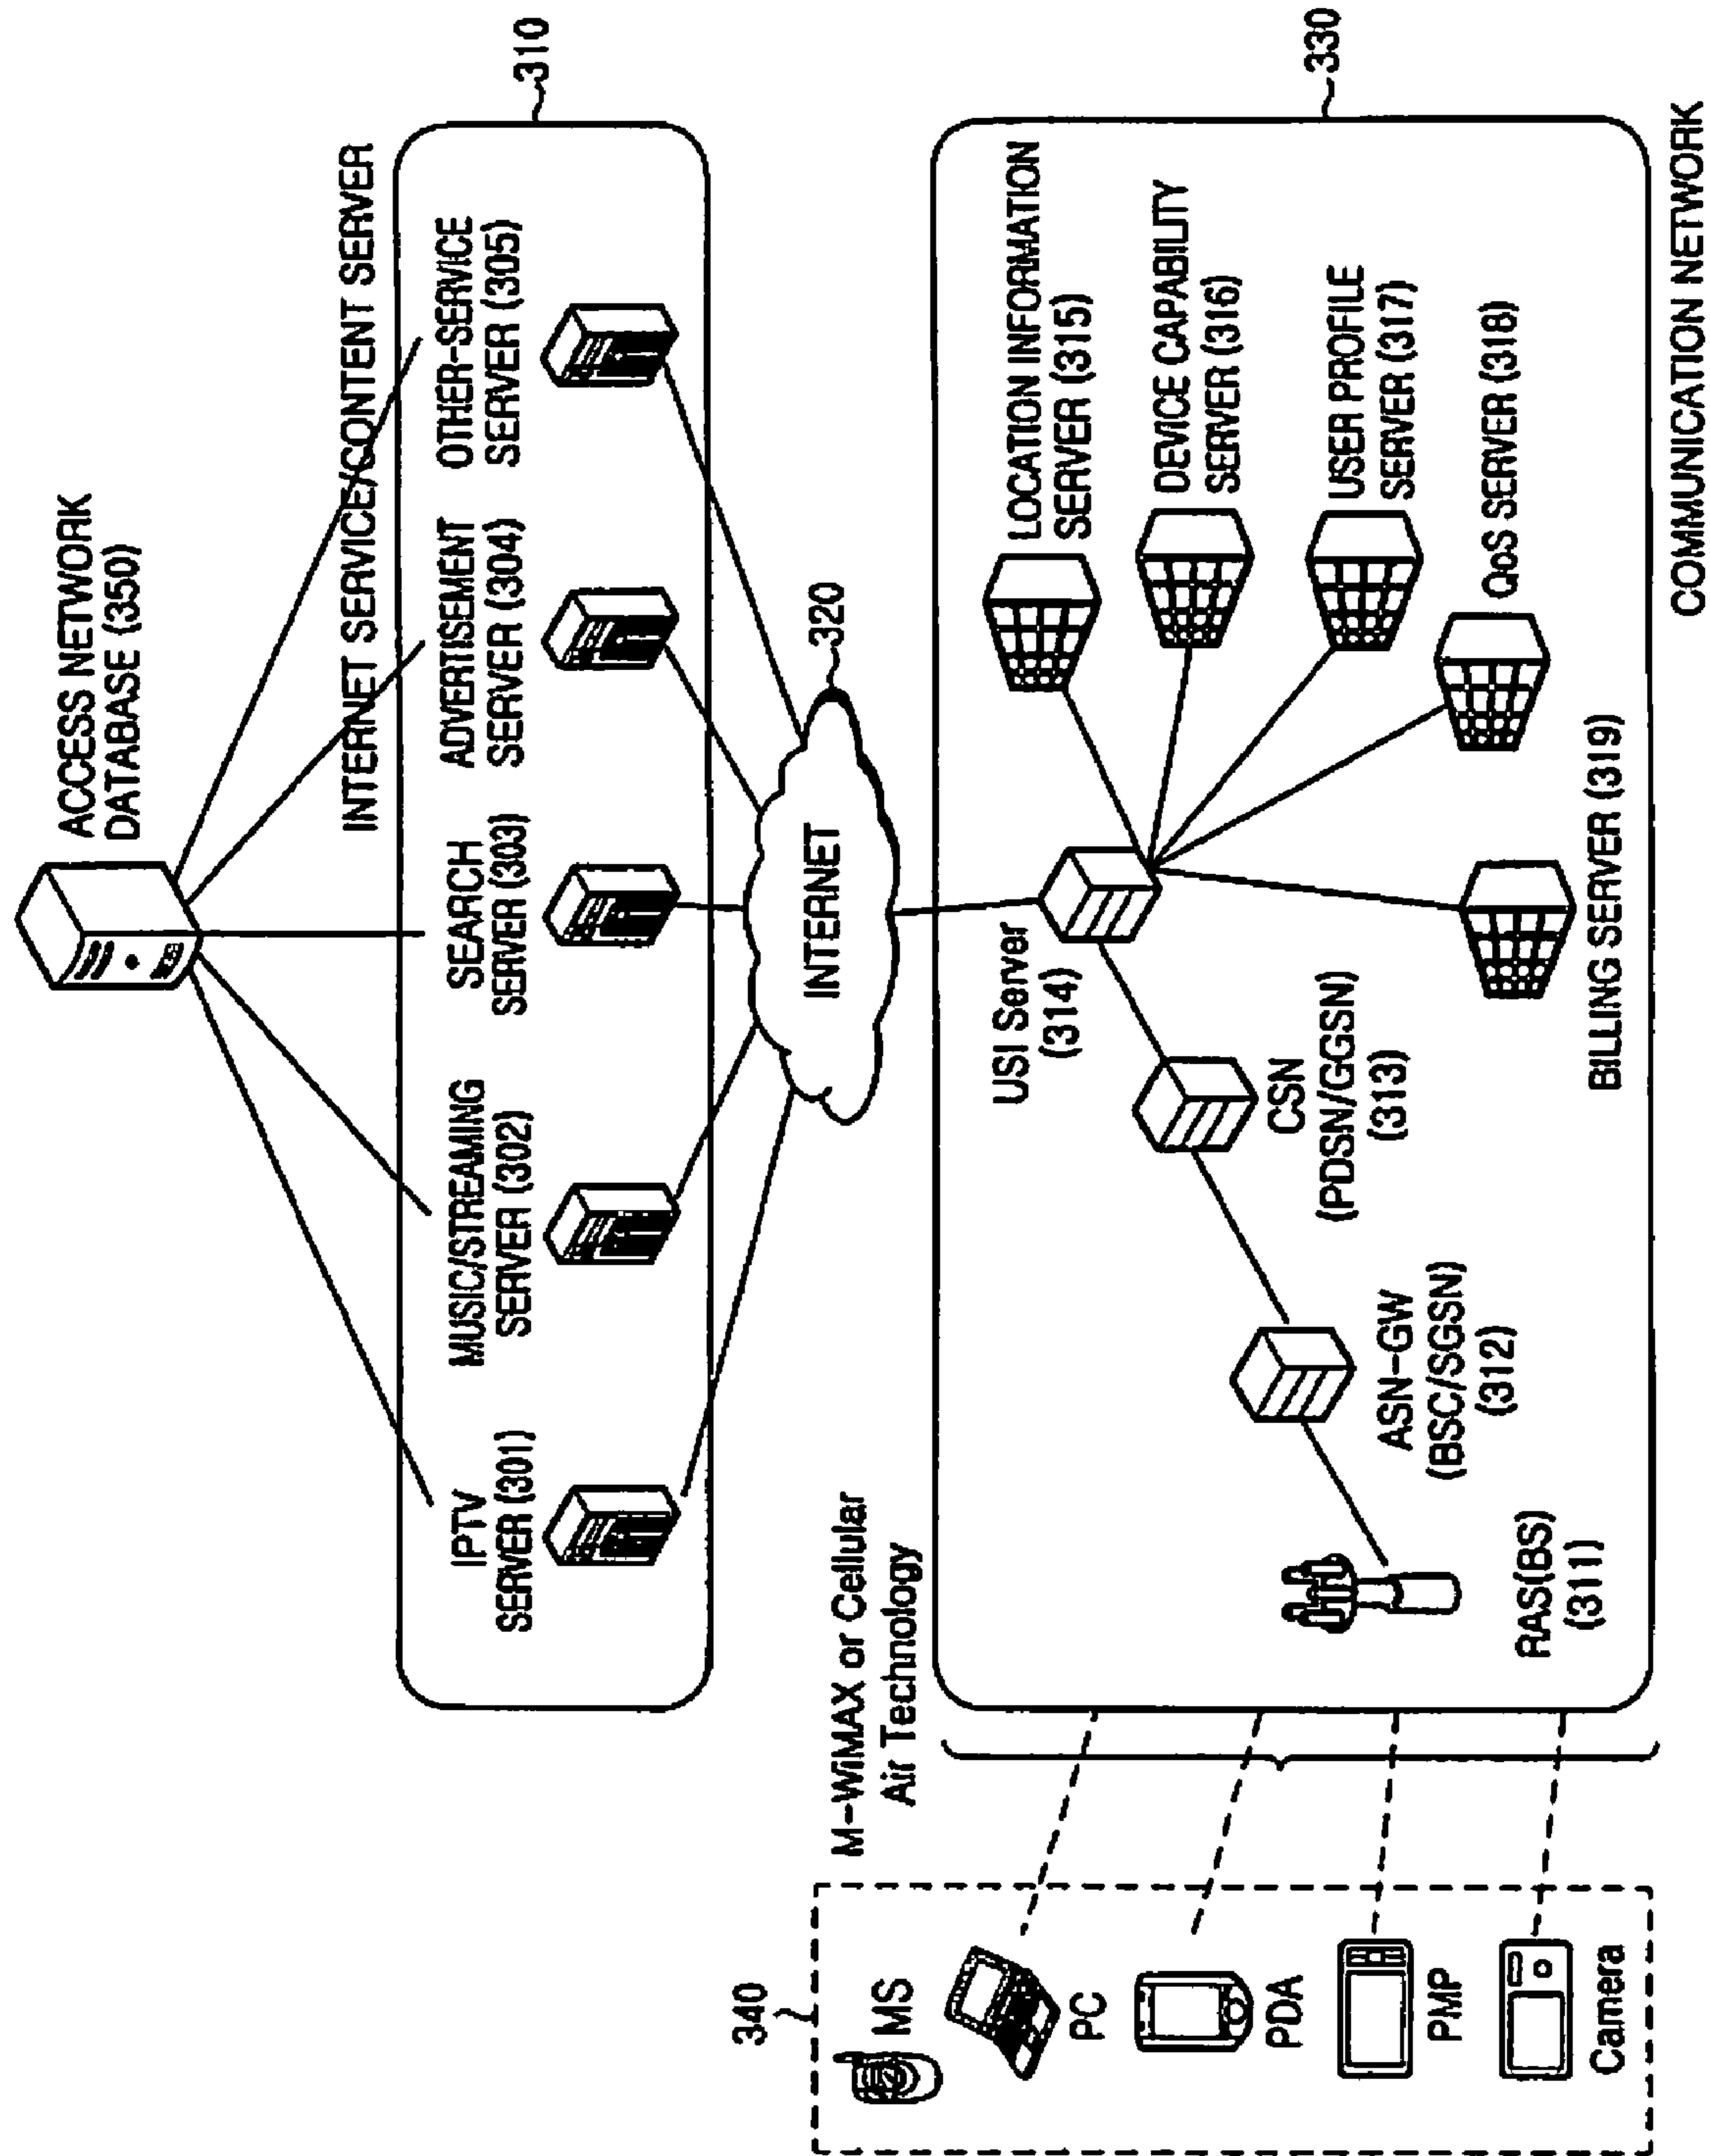 ACCESS NETWORK
DATABASE (350)
INTERNET SERVICE/CONTENT SERVER
310
IPTV
SERVER (301)
MUSIC/STREAMING
SERVER (302)
SEARCH
SERVER (303)
ADVERTISEMENT
SERVER (304)
OTHER-SERVICE
SERVER (305)
INTERNET
320
M-WiMAX or Cellular
Air Technology
340
MS
PC
PDA
PMP
Camera
330
USI Server
(314)
LOCATION INFORMATION
SERVER (315)
DEVICE CAPABILITY
SERVER (316)
USER PROFILE
SERVER (317)
QoS SERVER (318)
BILLING SERVER (319)
CSN
(PDSN/GGSN)
(313)
ASN-GW
(BSC/SGSN)
(312)
RAS(BS)
(311)
COMMUNICATION NETWORK